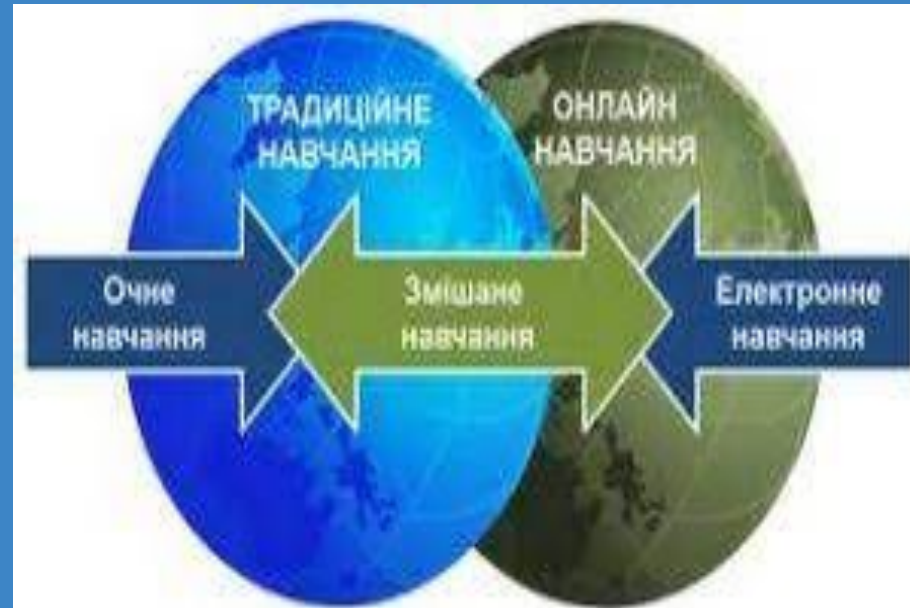 ТРАДИЦІЙНЕ
НАВЧАННЯ
ОНЛАЙН
НАВЧАННЯ
Очне
навчання
Змішане
навчання
Електронне
навчання